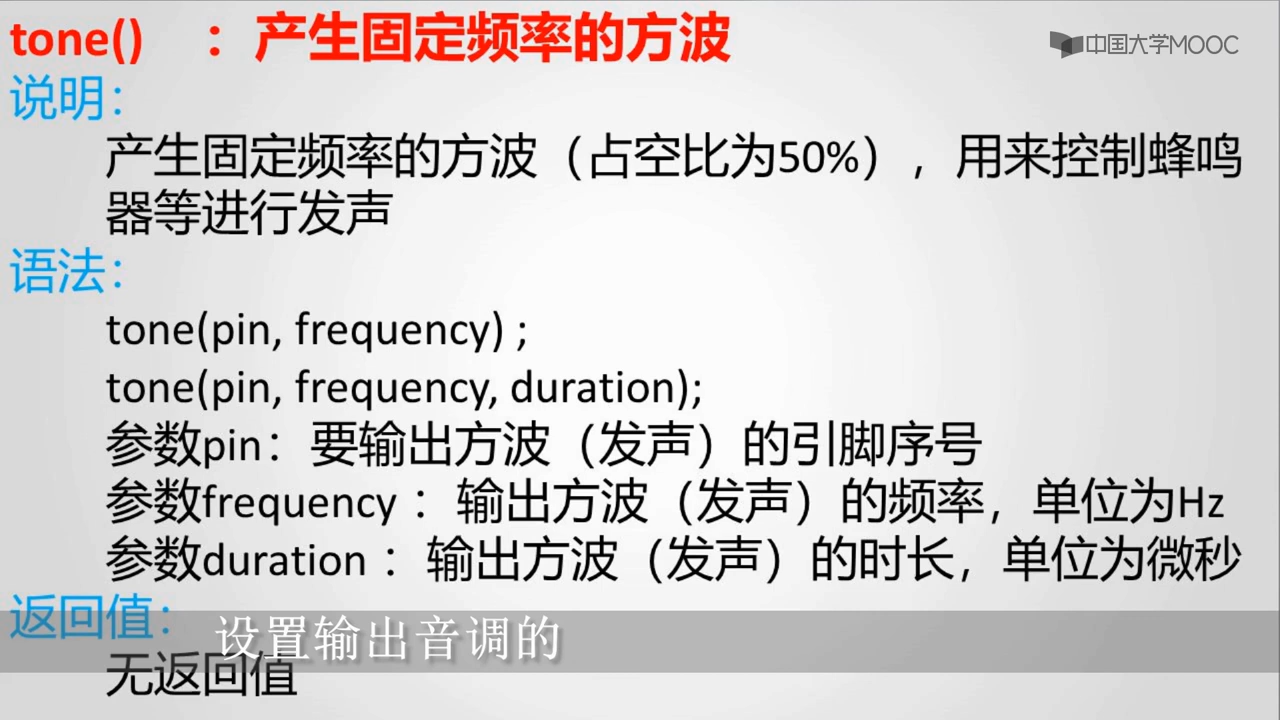 tone() ：产生固定频率的方波
中国大学MOOC
说明：
产生固定频率的方波（占空比为50%），用来控制蜂鸣
器等进行发声
语法：
tone(pin, frequency) ;
tone(pin, frequency, duration);
参数pin：要输出方波（发声）的引脚序号
参数frequency ：输出方波（发声）的频率，单位为Hz
参数duration ：输出方波（发声）的时长，单位为微秒
返回值：
设置输出音调的
无返回值